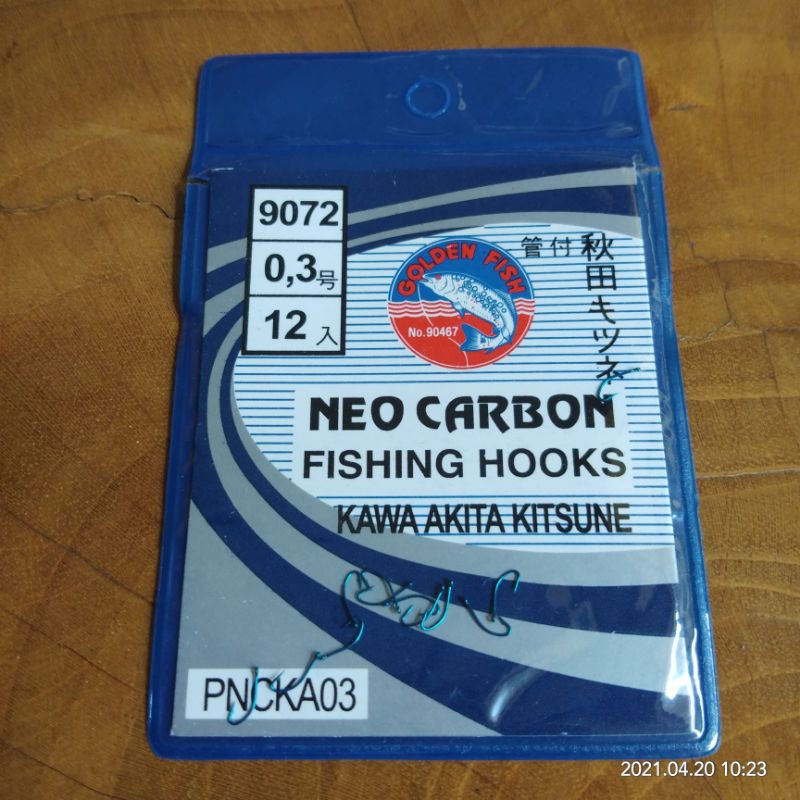 9072
0,3号
12入
GOLDEN FISH
No.90467
管付
秋田キツネ
NEO CARBON
FISHING HOOKS
KAWA AKITA KITSUNE
PNCKA03
2021.04.20 10:23